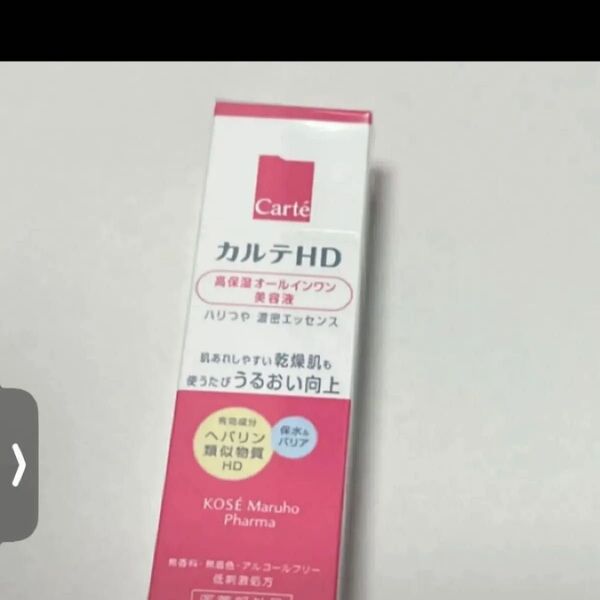 Carté
カルテHD
高保湿オールインワン
美容液
ハリつや 濃密エッセンス
肌あれしやすい乾燥肌も
使うたびうるおい向上
有効成分
ヘパリン
類似物質
HD
保水&
バリア
KOSÉ Maruho
Pharma
無香料・無着色・アルコールフリー
低刺激処方